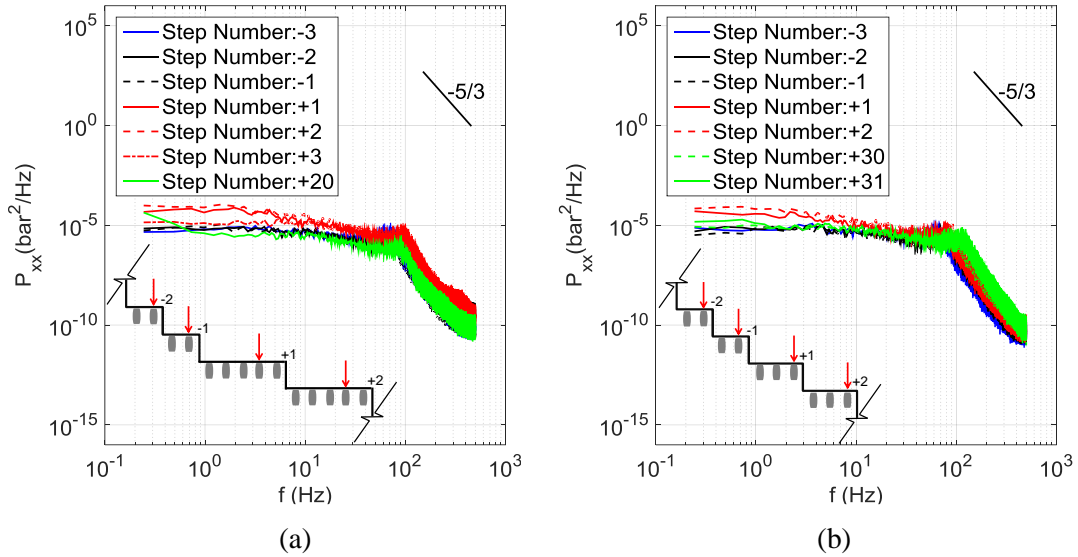 10^5
10^0
10^-5
10^-10
10^-15
P_xx(bar^2/Hz)
Step Number:-3
Step Number:-2
Step Number:-1
Step Number:+1
Step Number:+2
Step Number:+3
Step Number:+20
-5/3
-2
-1
+1
+2
10^-1
10^0
10^1
10^2
10^3
f (Hz)
(a)
10^5
10^0
10^-5
10^-10
10^-15
P_xx(bar^2/Hz)
Step Number:-3
Step Number:-2
Step Number:-1
Step Number:+1
Step Number:+2
Step Number:+30
Step Number:+31
-5/3
-2
-1
+1
+2
10^-1
10^0
10^1
10^2
10^3
f (Hz)
(b)